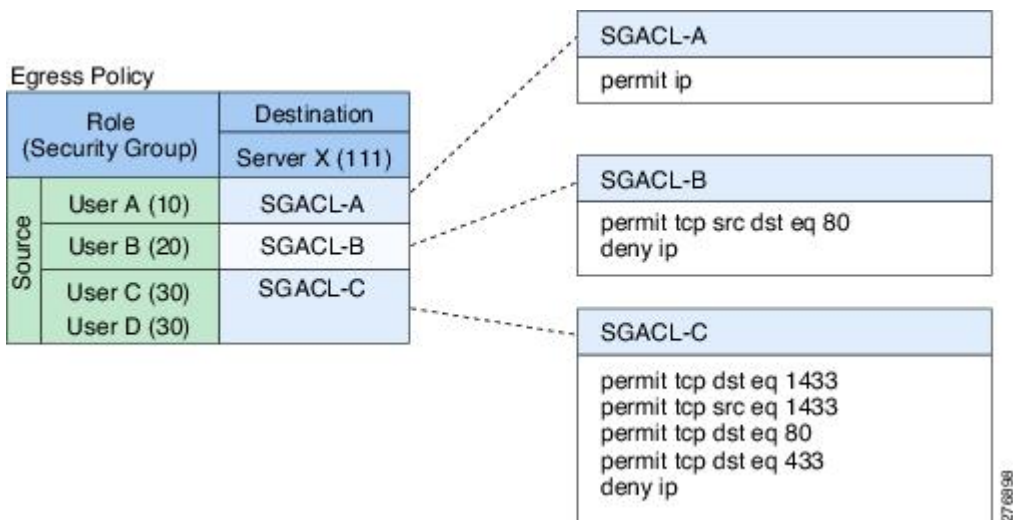 Egress Policy
Role
(Security Group)
Destination
Server X (111)
Source
User A (10)
SGACL-A
User B (20)
SGACL-B
User C (30)
User D (30)
SGACL-C
SGACL-A
permit ip
SGACL-B
permit tcp src dst eq 80
deny ip
SGACL-C
permit tcp dst eq 1433
permit tcp src eq 1433
permit tcp dst eq 80
permit tcp dst eq 433
deny ip
276898